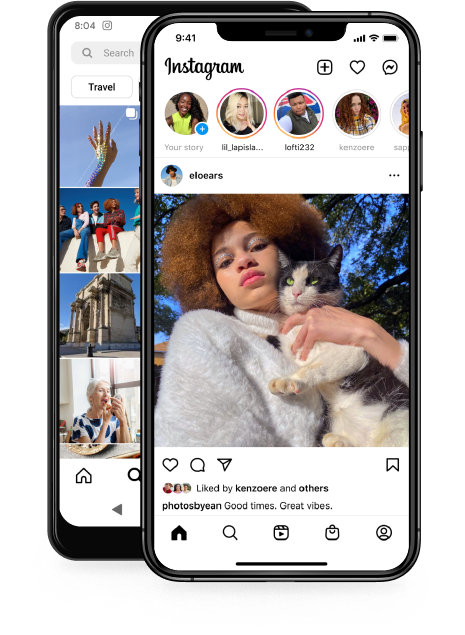 8:04
Search
Travel
9:41
Instagram
Your story
lil_lapisla...
lofti232
kenzoere
sap
eloears
Liked by kenzoere and others
photosbyean Good times. Great vibes.